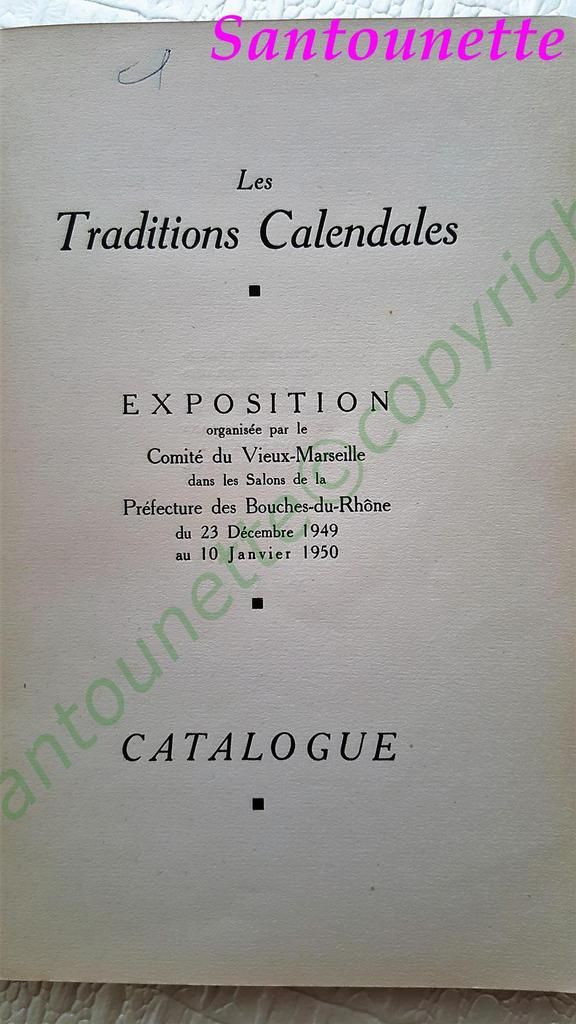 Santounette
Les
Traditions Calendales
EXPOSITION
organisée par le
Comité du Vieux-Marseille
dans les Salons de la
Préfecture des Bouches-du-Rhône
du 23 Décembre 1949
au 10 Janvier 1950
CATALOGUE
antounette©copyrigh